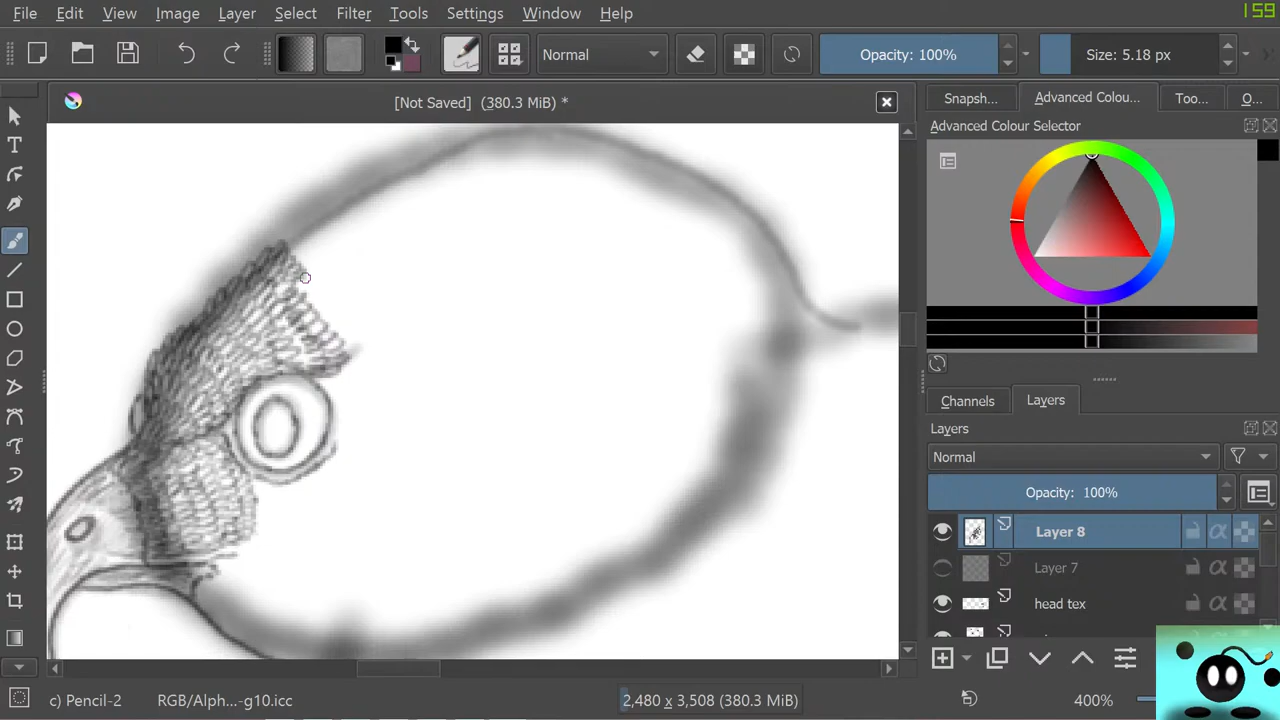 File Edit View Image Layer Select Filter Tools Settings Window Help
159
Normal
Opacity: 100%
Size: 5.18 px
[Not Saved] (380.3 MiB) *
Snapsh... Advanced Colou... Too... O...
Advanced Colour Selector
Channels Layers
Layers
Normal
Opacity: 100%
Layer 8
Layer 7
head tex
c) Pencil-2 RGB/Alph...-g10.icc 2,480 x 3,508 (380.3 MiB) 400%